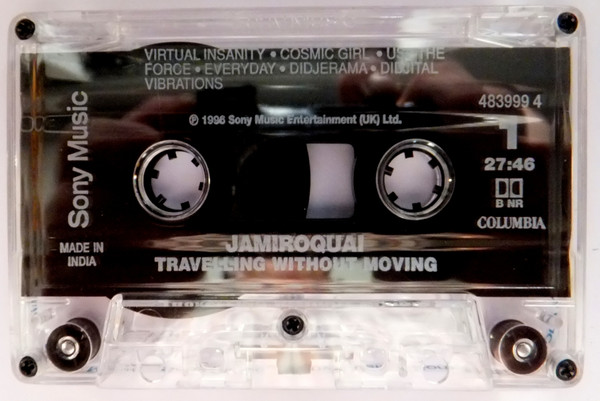 VIRTUAL INSANITY • COSMIC GIRL • USE THE
FORCE • EVERYDAY • DIDJERAMA • DIDJITAL
VIBRATIONS
483999 4
℗ 1996 Sony Music Entertainment (UK) Ltd.
1
27:46
B NR
COLUMBIA
Sony Music
MADE IN
INDIA
JAMIROQUAI
TRAVELLING WITHOUT MOVING